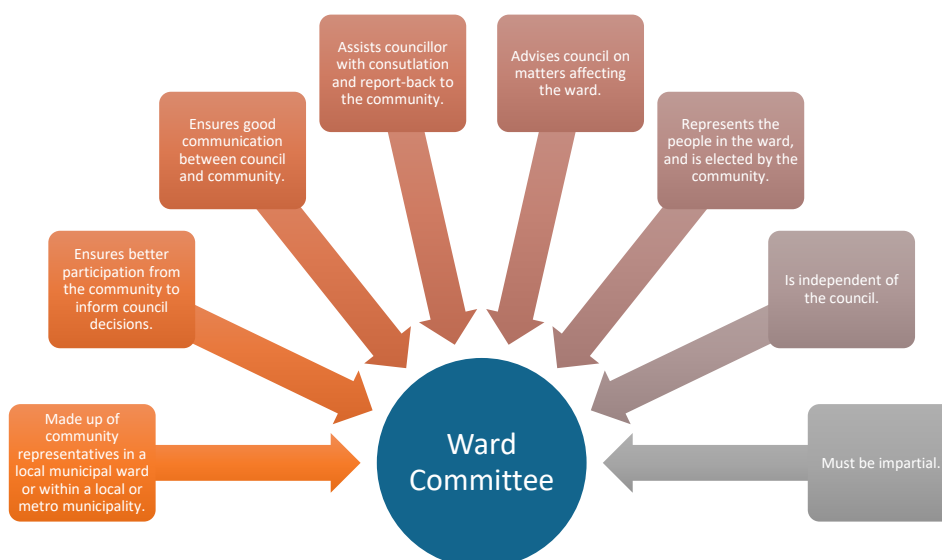 Assists councillor
with consutlation
and report-back to
the community.
Advises council on
matters affecting
the ward.
Ensures good
communication
between council
and community.
Represents the
people in the ward,
and is elected by the
community.
Ensures better
participation from
the community to
inform council
decisions.
Is independent of
the council.
Made up of
community
representatives in a
local municipal ward
or within a local or
metro municipality.
Ward
Committee
Must be impartial.